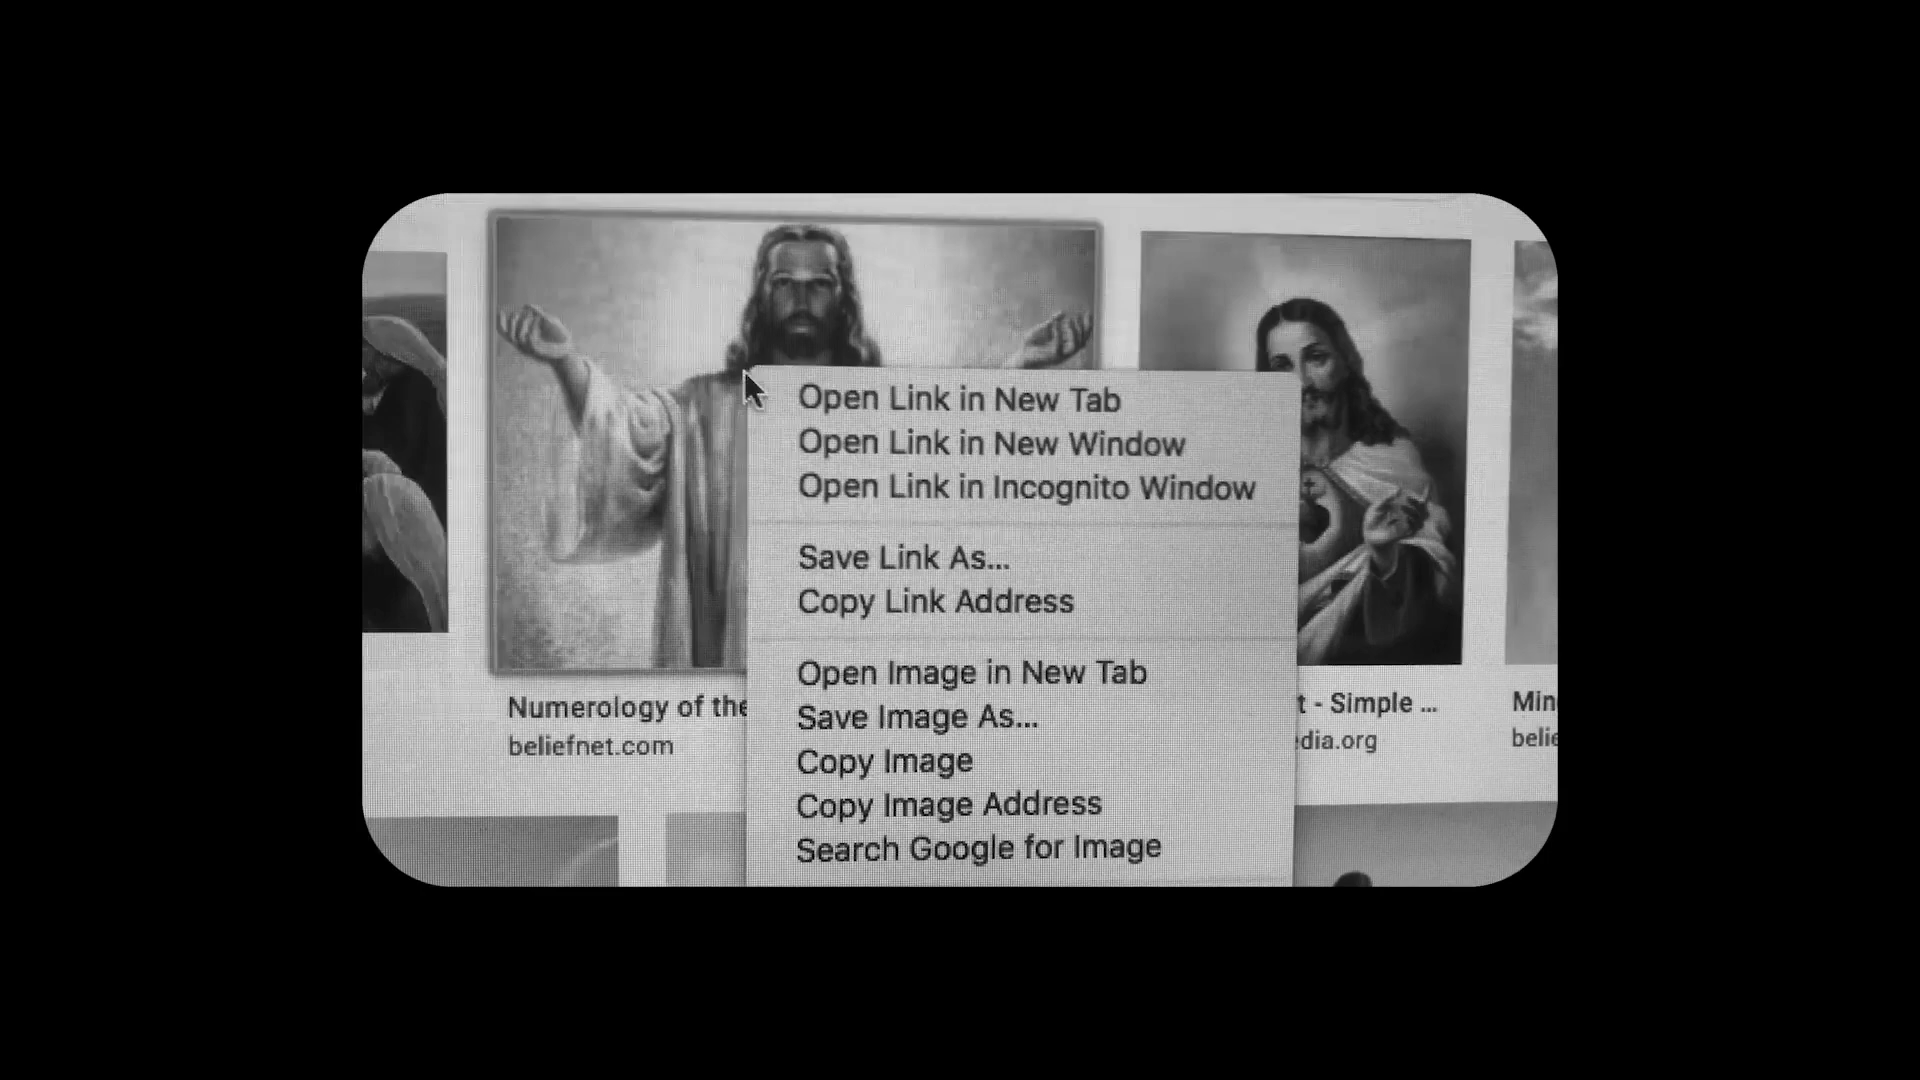 Open Link in New Tab
Open Link in New Window
Open Link in Incognito Window
Save Link As...
Copy Link Address
Open Image in New Tab
Save Image As...
Copy Image
Copy Image Address
Search Google for Image
Numerology of the
beliefnet.com
t - Simple ...
dia.org
Min
belie